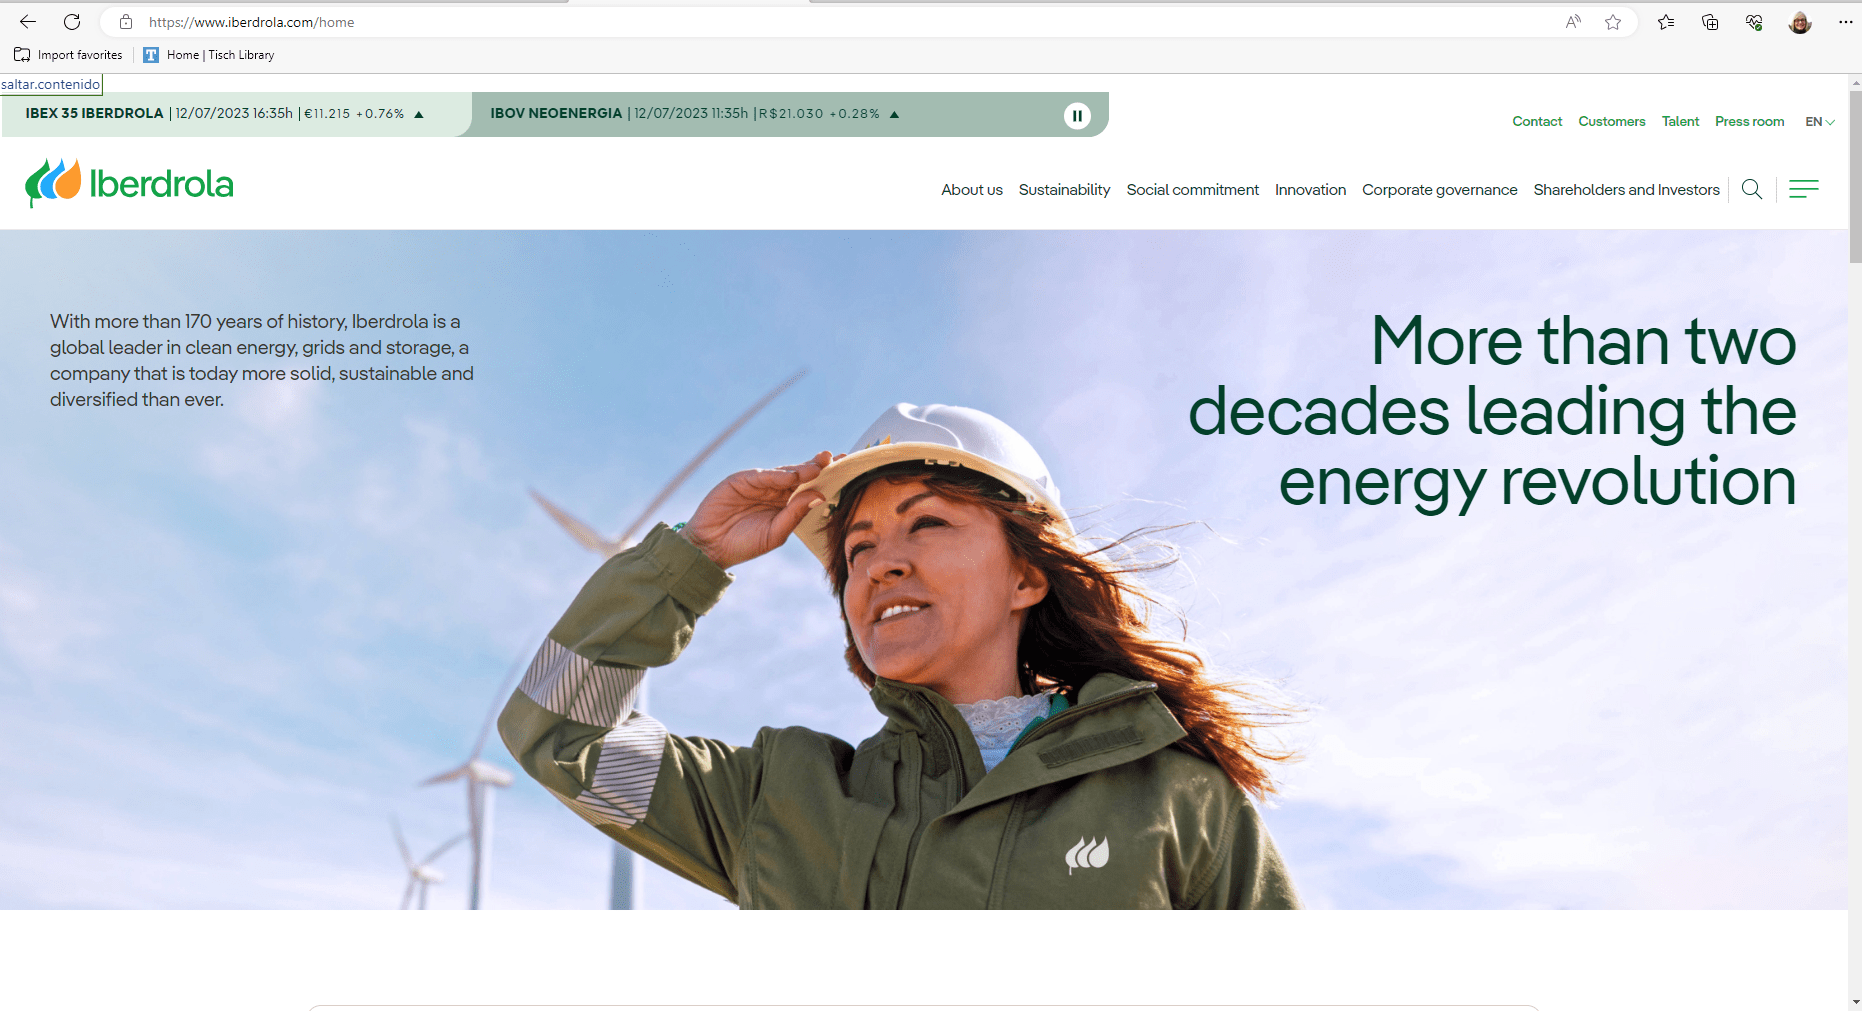 https://www.iberdrola.com/home
Import favorites
Home | Tisch Library
saltar.contenido
IBEX 35 IBERDROLA | 12/07/2023 16:35h | €11.215 +0.76% ▲
IBOV NEOENERGIA | 12/07/2023 11:35h | R$21.030 +0.28% ▲
Contact Customers Talent Press room EN
Iberdrola
About us Sustainability Social commitment Innovation Corporate governance Shareholders and Investors
With more than 170 years of history, Iberdrola is a
global leader in clean energy, grids and storage, a
company that is today more solid, sustainable and
diversified than ever.
More than two
decades leading the
energy revolution